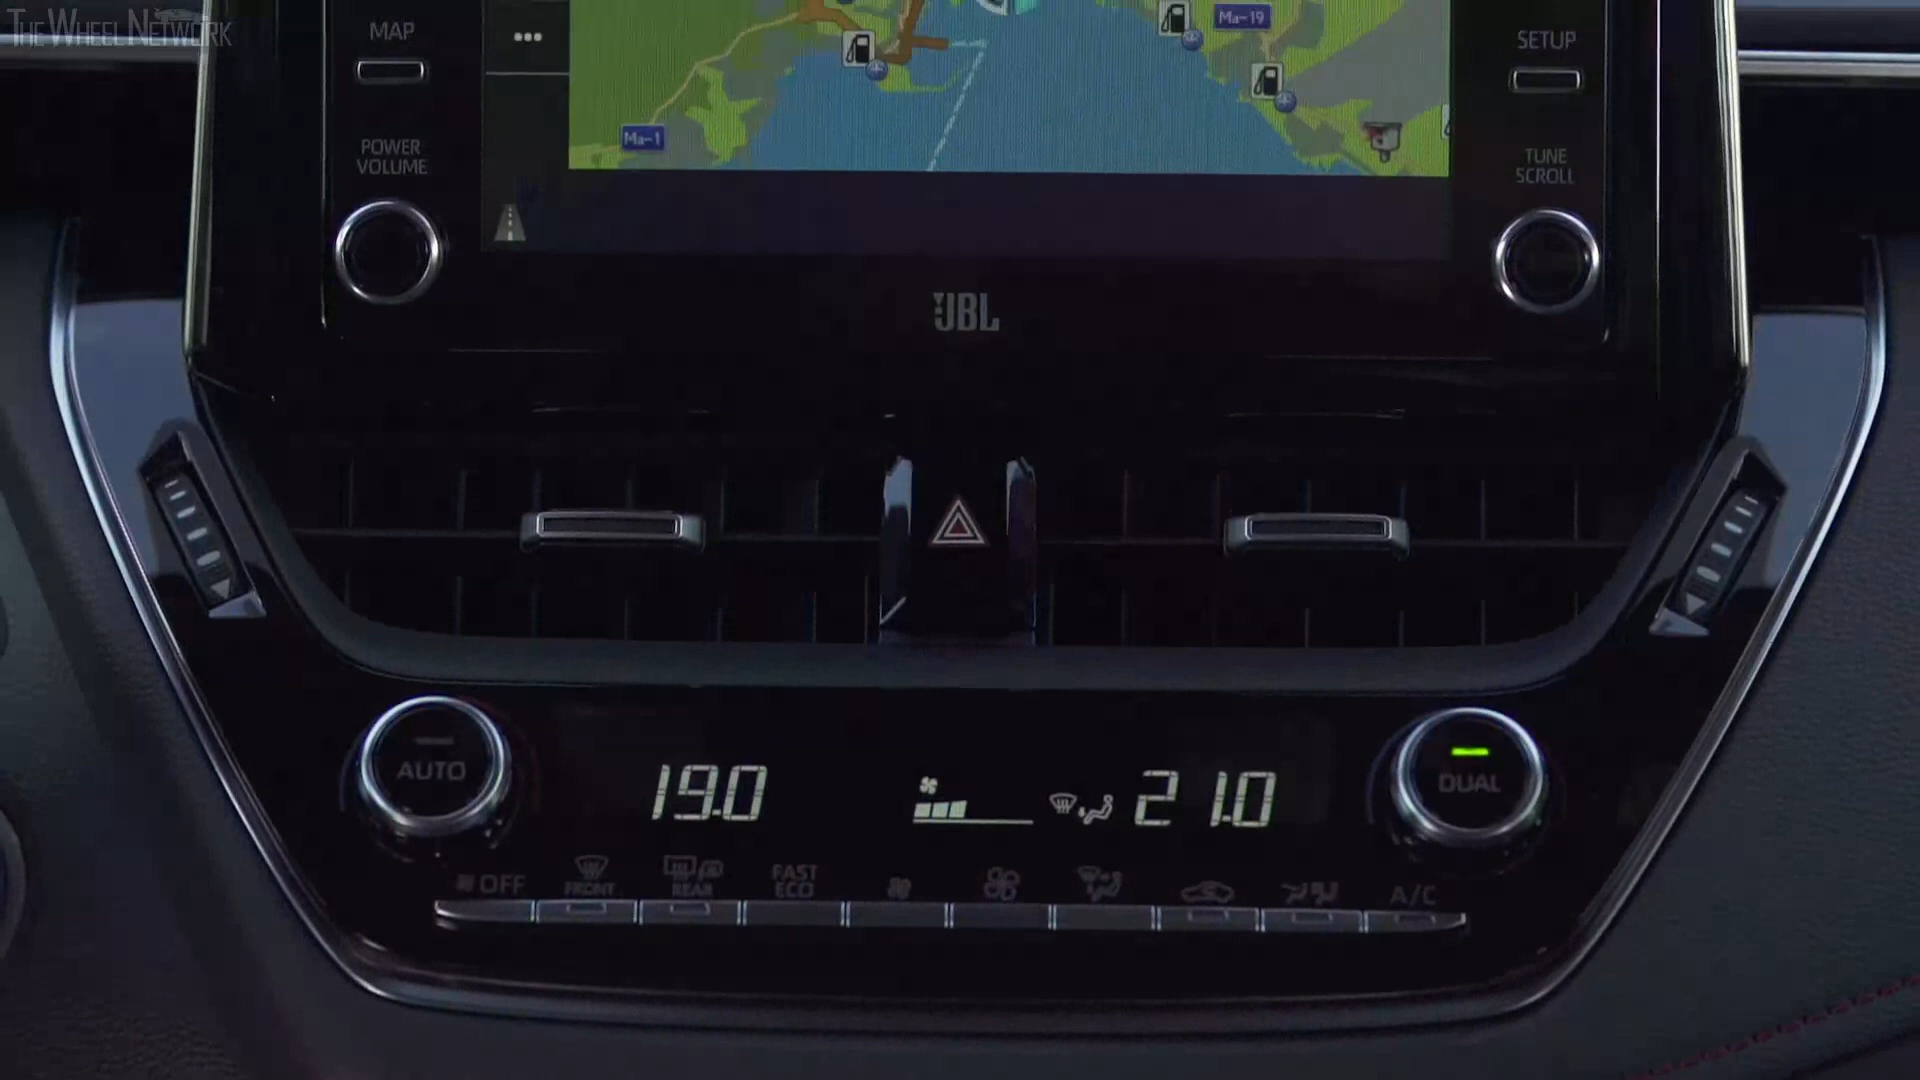 THE WHEEL NETWORK
MAP
SETUP
Ma-19
Ma-1
POWER
VOLUME
TUNE
SCROLL
JBL
AUTO
19.0
21.0
DUAL
OFF
FRONT
REAR
FAST
ECO
A/C